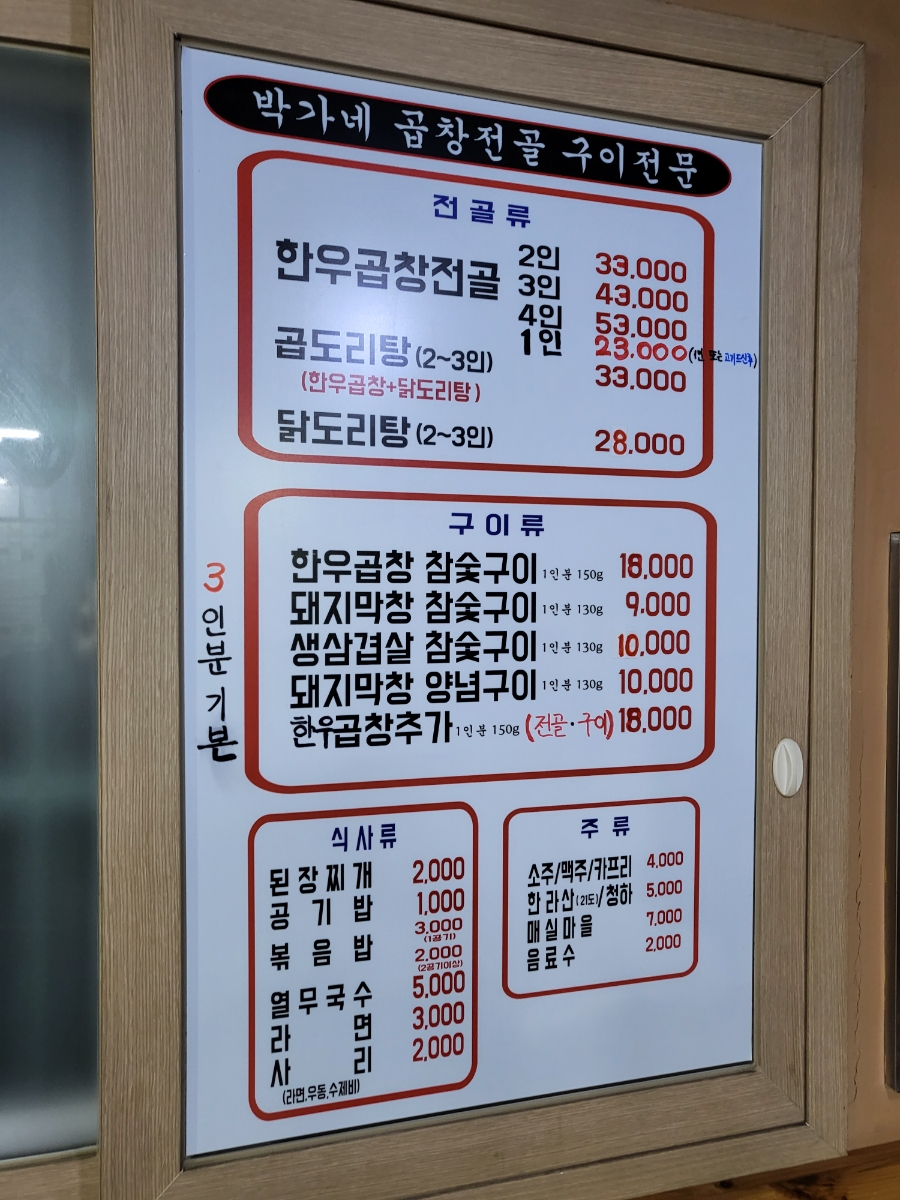 박가네 곱창전골 구이전문
전골류
한우곱창전골 2인 33,000
3인 43,000
4인 53,000
1인 23,000
곱도리탕 (2~3인) 33,000
(한우곱창+닭도리탕)
닭도리탕 (2~3인) 28,000
구이류
한우곱창 참숯구이 1인분 150g 18,000
돼지막창 참숯구이 1인분 130g 9,000
생삼겹살 참숯구이 1인분 130g 10,000
돼지막창 양념구이 1인분 130g 10,000
한우곱창추가 1인분 150g (전골·구이) 18,000
3인분 기본
식사류
된장찌개 2,000
공기밥 1,000
볶음밥 3,000
(1공기)
2,000
(2공기이상)
열무국수 5,000
라면 3,000
사리 2,000
(라면,우동,수제비)
주류
소주/맥주/카프리 4,000
한라산(21도)/청하 5,000
매실마을 7,000
음료수 2,000